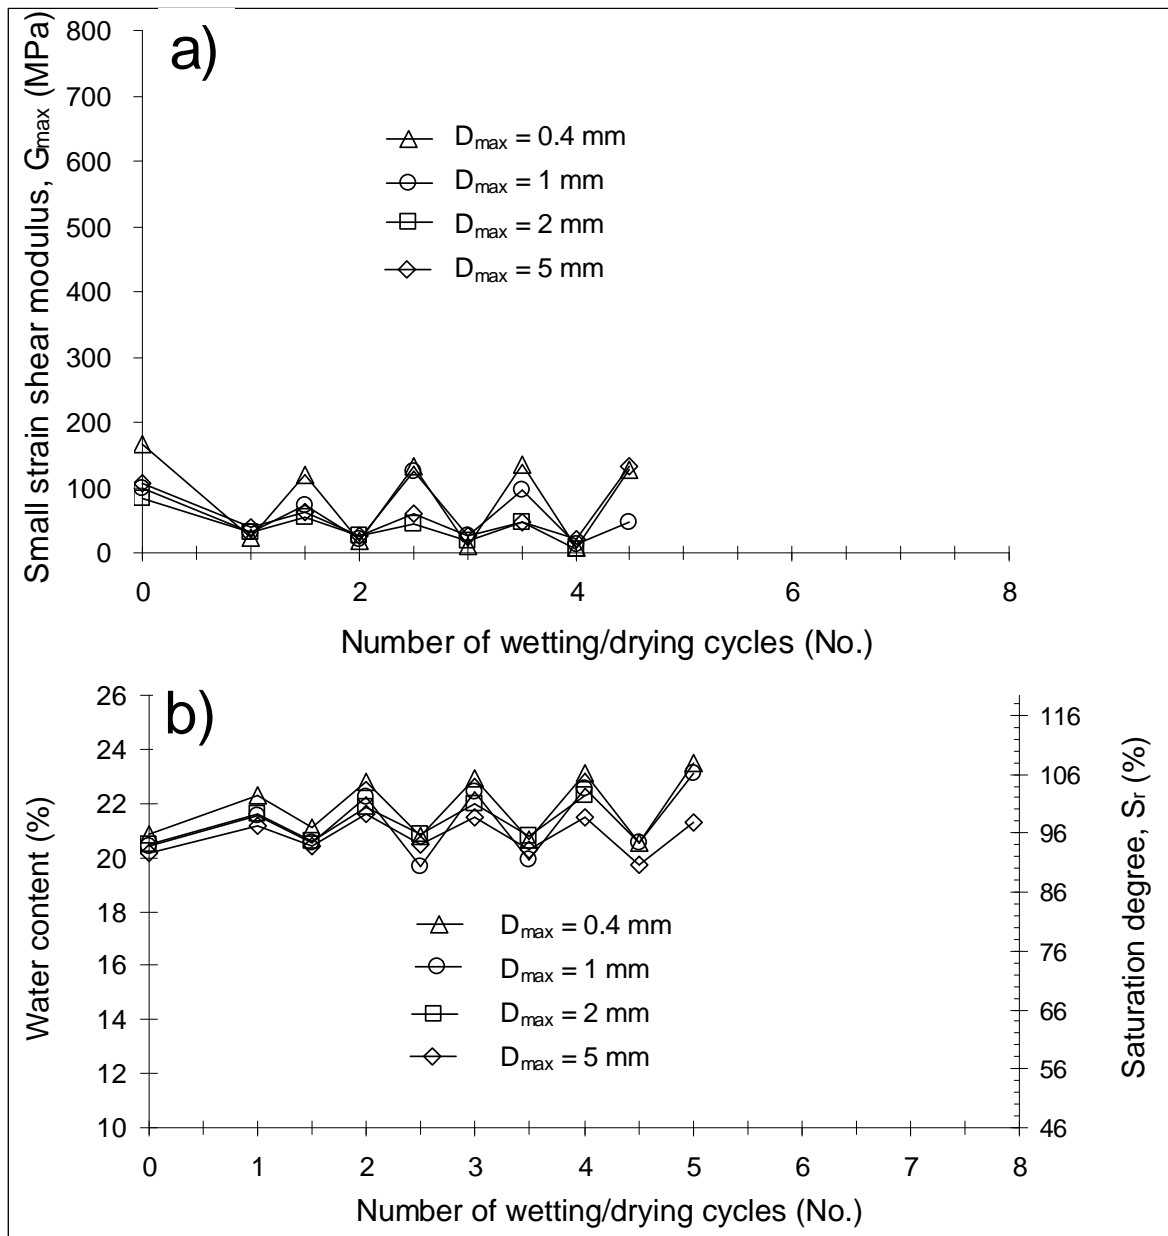 a)
Small strain shear modulus, Gmax (MPa)
800
700
600
500
400
300
200
100
0
Dmax = 0.4 mm
Dmax = 1 mm
Dmax = 2 mm
Dmax = 5 mm
0 2 4 6 8
Number of wetting/drying cycles (No.)
b)
Water content (%)
26
24
22
20
18
16
14
12
10
Dmax = 0.4 mm
Dmax = 1 mm
Dmax = 2 mm
Dmax = 5 mm
116
106
96
86
76
66
56
46
Saturation degree, Sr (%)
0 1 2 3 4 5 6 7 8
Number of wetting/drying cycles (No.)